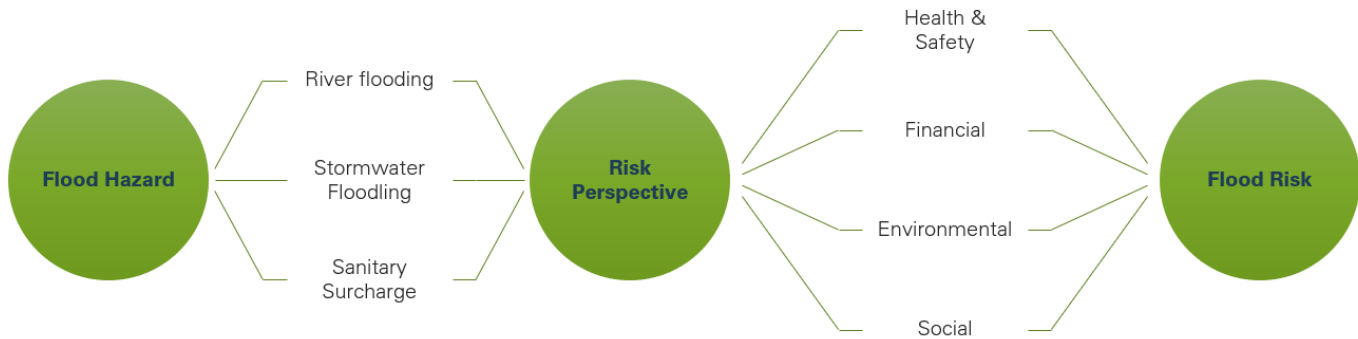 Flood Hazard
River flooding
Stormwater
Floodling
Sanitary
Surcharge
Risk
Perspective
Health &
Safety
Financial
Environmental
Social
Flood Risk